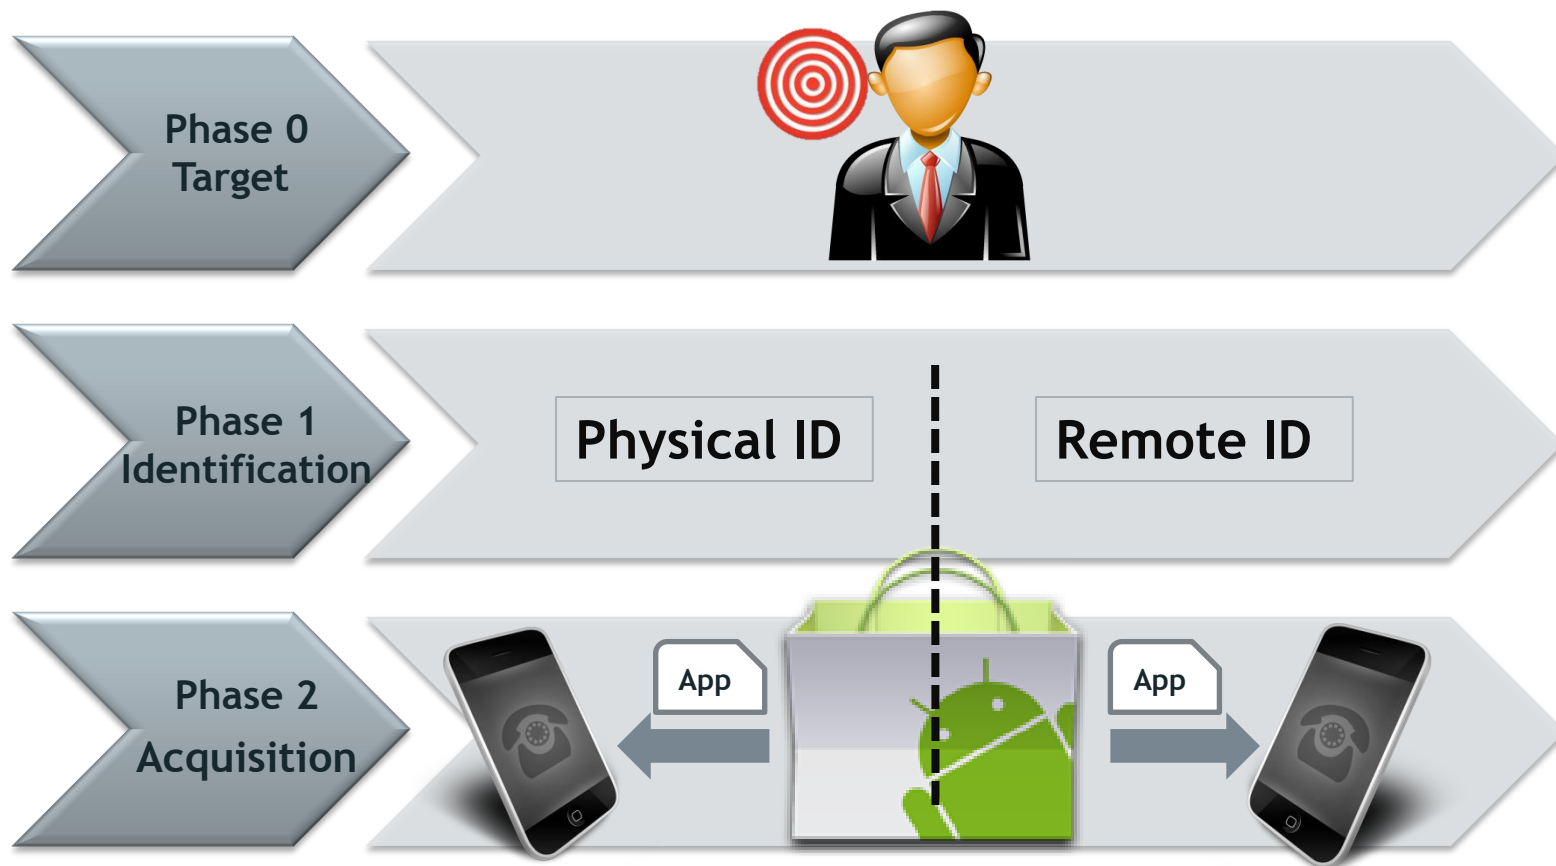 Phase 0
Target
Phase 1
Identification
Physical ID
Remote ID
Phase 2
Acquisition
App
App